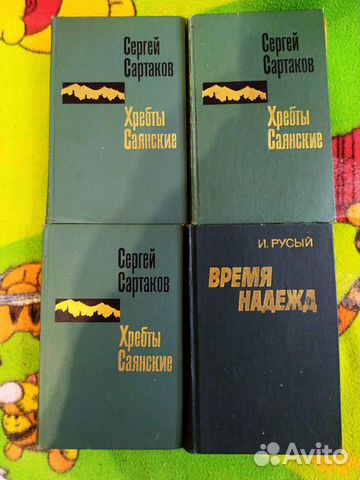 Сергей
Сартаков
Хребты
Саянские
Сергей
Сартаков
Хребты
Саянские
Сергей
Сартаков
Хребты
Саянские
И. РУСЫЙ
ВРЕМЯ
НАДЕЖД
Avito